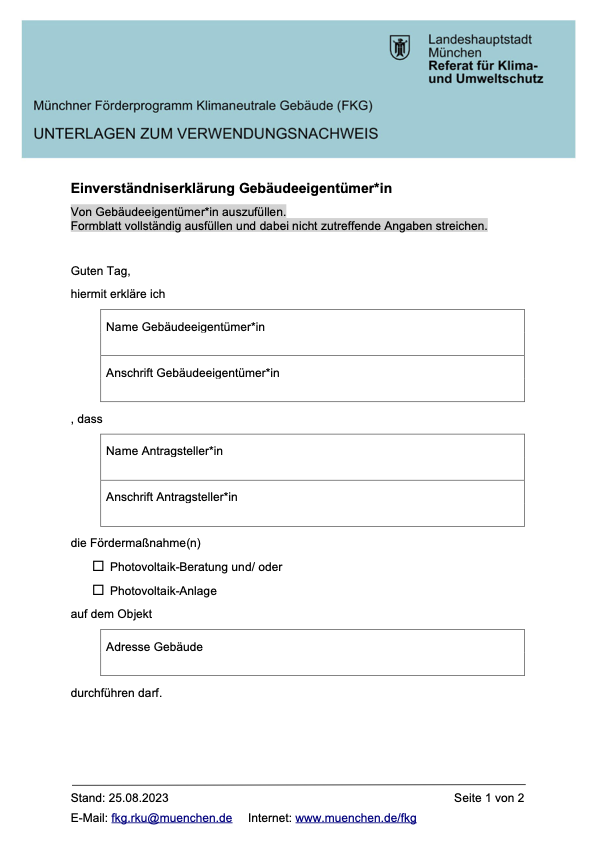 Landeshauptstadt
München
Referat für Klima-
und Umweltschutz
Münchner Förderprogramm Klimaneutrale Gebäude (FKG)
UNTERLAGEN ZUM VERWENDUNGSNACHWEIS
Einverständniserklärung Gebäudeeigentümer*in
Von Gebäudeeigentümer*in auszufüllen.
Formblatt vollständig ausfüllen und dabei nicht zutreffende Angaben streichen.
Guten Tag,
hiermit erkläre ich
Name Gebäudeeigentümer*in
Anschrift Gebäudeeigentümer*in
, dass
Name Antragsteller*in
Anschrift Antragsteller*in
die Fördermaßnahme(n)
☐ Photovoltaik-Beratung und/ oder
☐ Photovoltaik-Anlage
auf dem Objekt
Adresse Gebäude
durchführen darf.
Stand: 25.08.2023 Seite 1 von 2
E-Mail: fkg.rku@muenchen.de Internet: www.muenchen.de/fkg